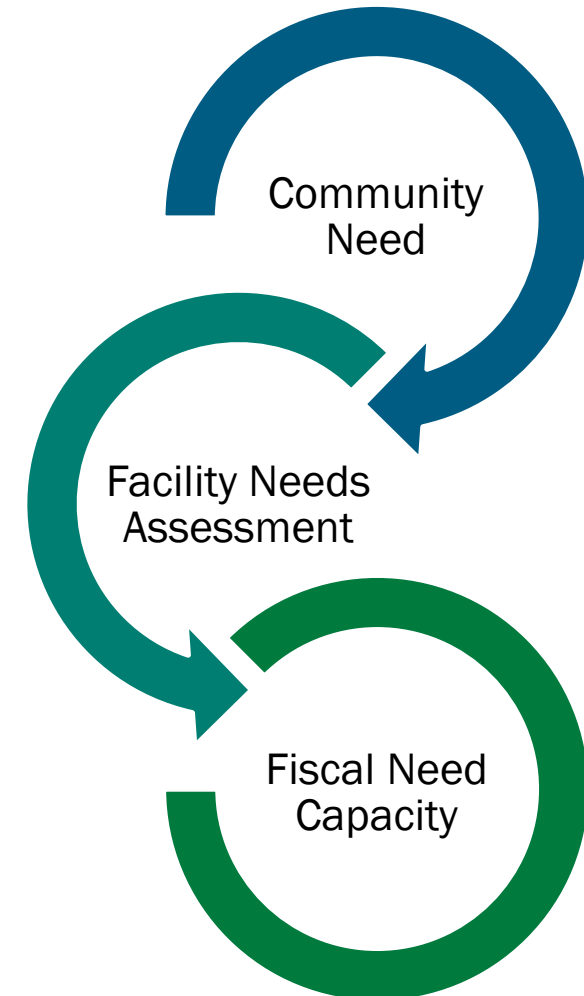 Community
Need
Facility Needs
Assessment
Fiscal Need
Capacity